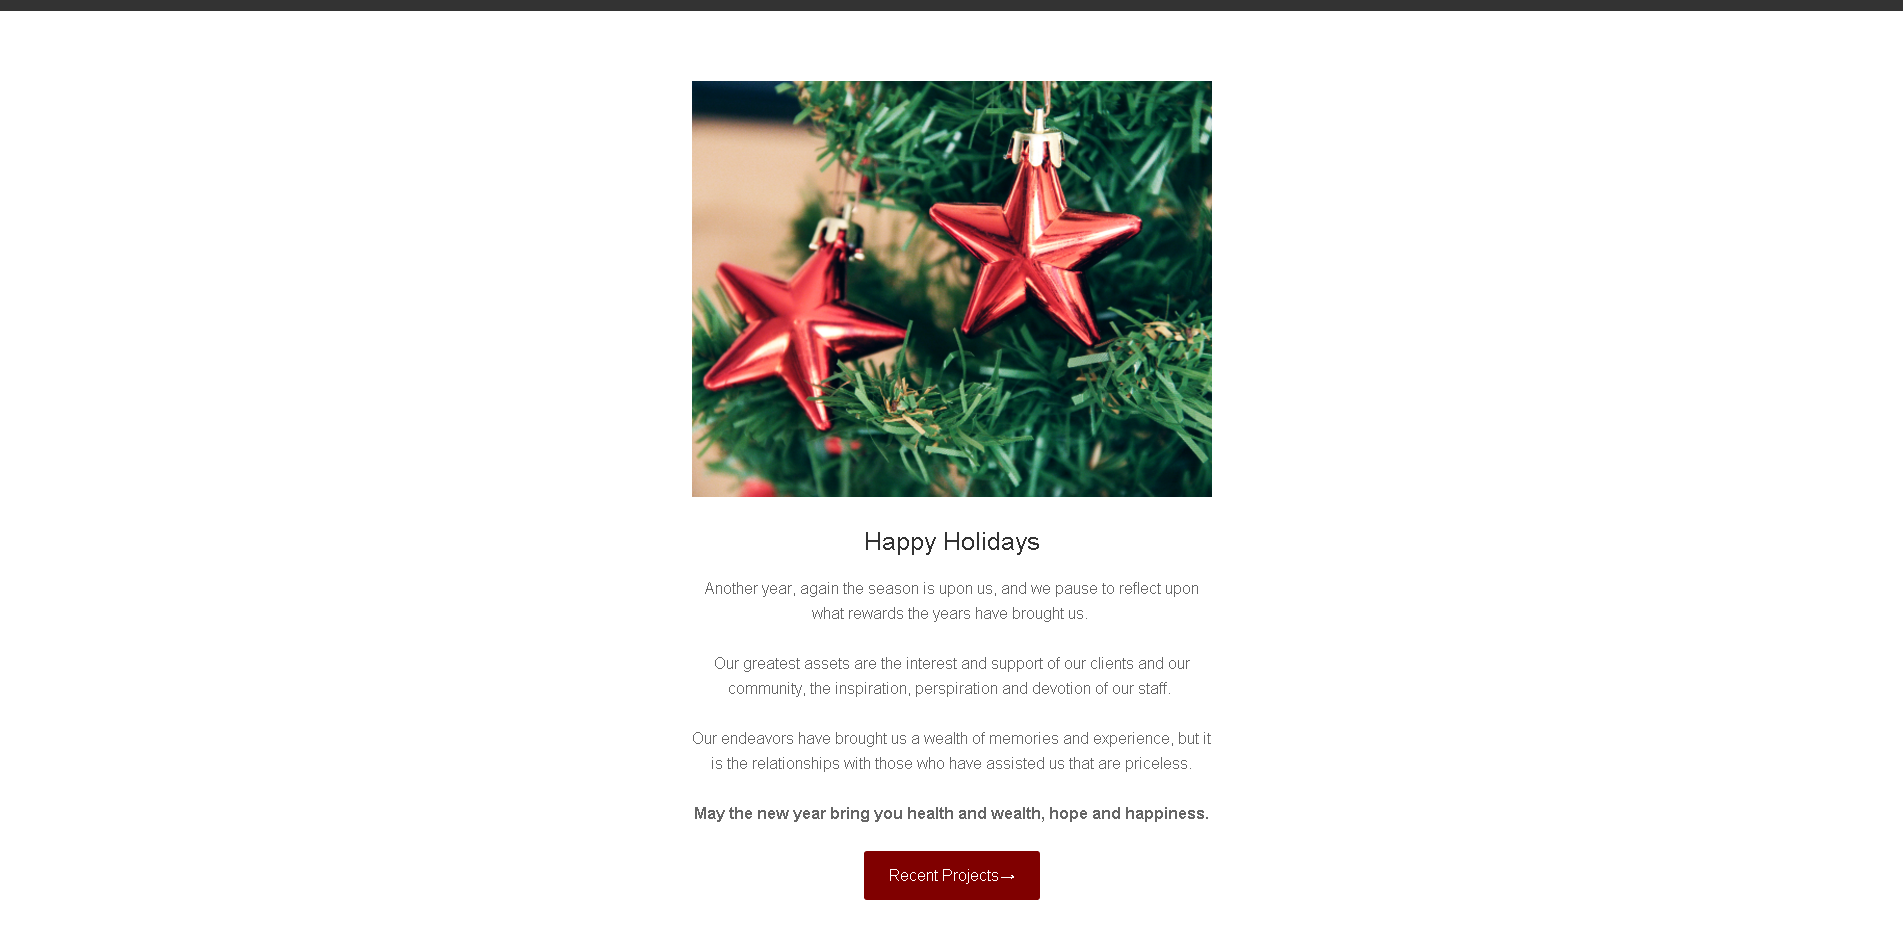 Happy Holidays
Another year, again the season is upon us, and we pause to reflect upon
what rewards the years have brought us.
Our greatest assets are the interest and support of our clients and our
community, the inspiration, perspiration and devotion of our staff.
Our endeavors have brought us a wealth of memories and experience, but it
is the relationships with those who have assisted us that are priceless.
May the new year bring you health and wealth, hope and happiness.
Recent Projects→